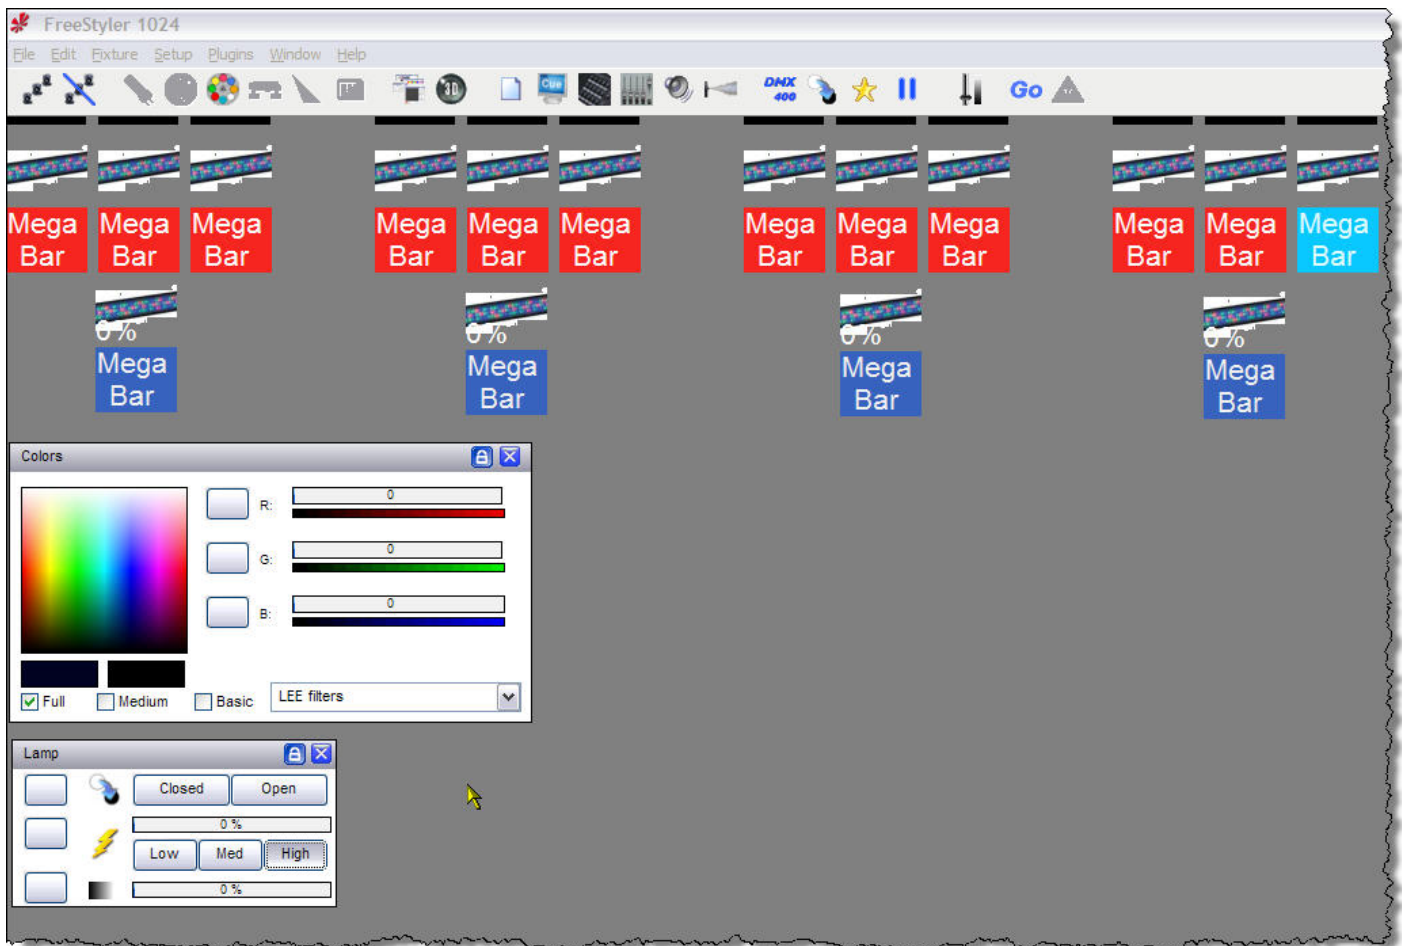 FreeStyler 1024
File Edit Fixture Setup Plugins Window Help
3D Cue DMX 400 Go
Mega Bar
Mega Bar
Mega Bar
Mega Bar
Mega Bar
Mega Bar
Mega Bar
Mega Bar
Mega Bar
Mega Bar
Mega Bar
Mega Bar
0%
Mega Bar
0%
Mega Bar
0%
Mega Bar
0%
Mega Bar
Colors
R: 0
G: 0
B: 0
Full Medium Basic LEE filters
Lamp
Closed Open
0 %
Low Med High
0 %